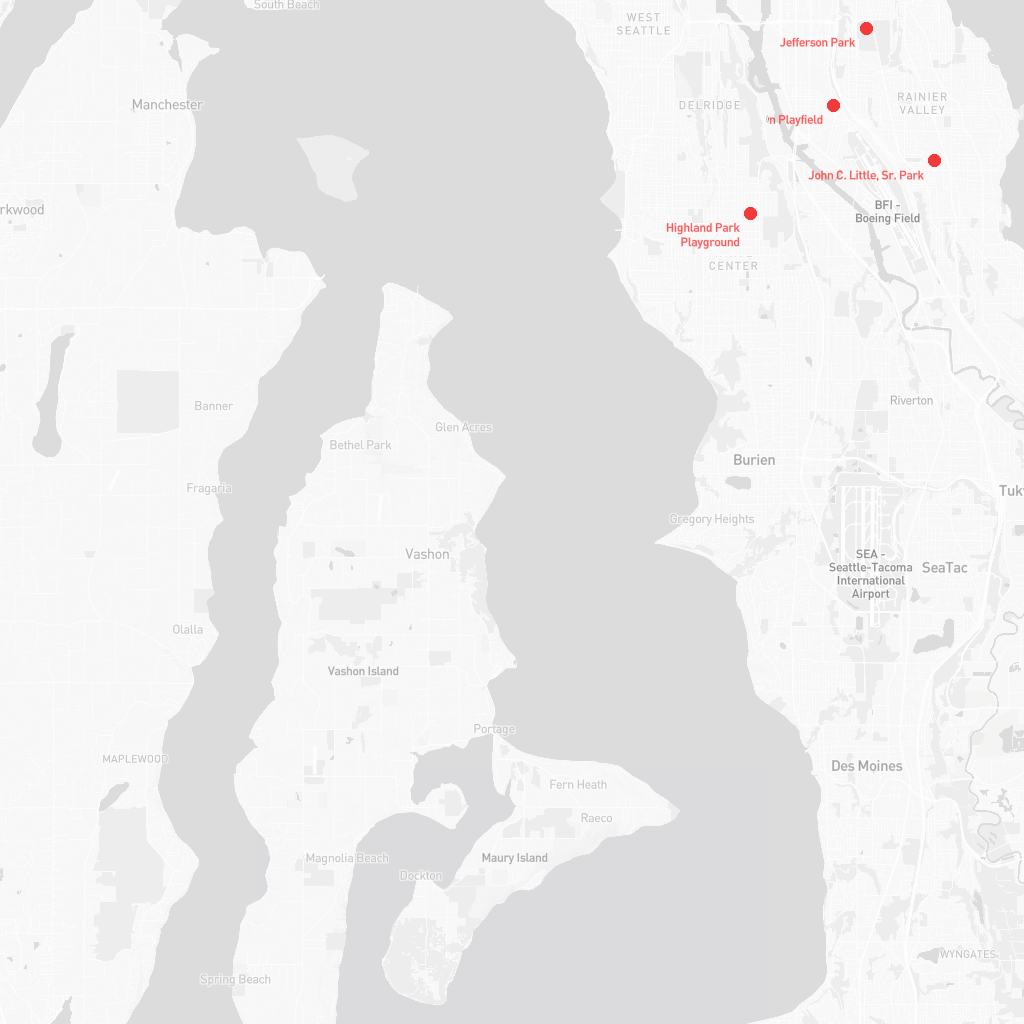 South Beach
WEST
SEATTLE
Jefferson Park
Manchester
DELRIDGE
RAINIER
VALLEY
Playfield
John C. Little, Sr. Park
BFI -
Boeing Field
Highland Park
Playground
CENTER
Banner
Riverton
Glen Acres
Bethel Park
Burien
Fragaria
Gregory Heights
Vashon
SEA -
Seattle-Tacoma
International
Airport
SeaTac
Olalla
Vashon Island
Portage
MAPLEWOOD
Des Moines
Fern Heath
Raeco
Magnolia Beach
Maury Island
Dockton
WYNGATES
Spring Beach